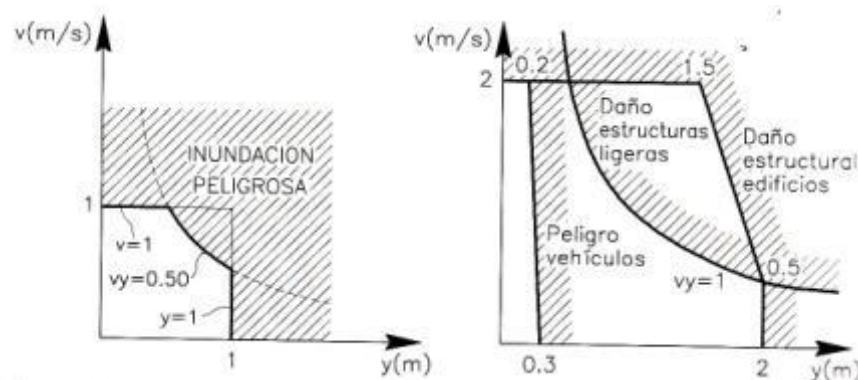 v(m/s)
INUNDACION
PELIGROSA
1
v=1
vy=0.50
y=1
1
y(m)
v(m/s)
2
0.2
1.5
Daño
estructuras
ligeras
Daño
estructural
edificios
Peligro
vehículos
vy=1
0.5
0.3
2
y(m)